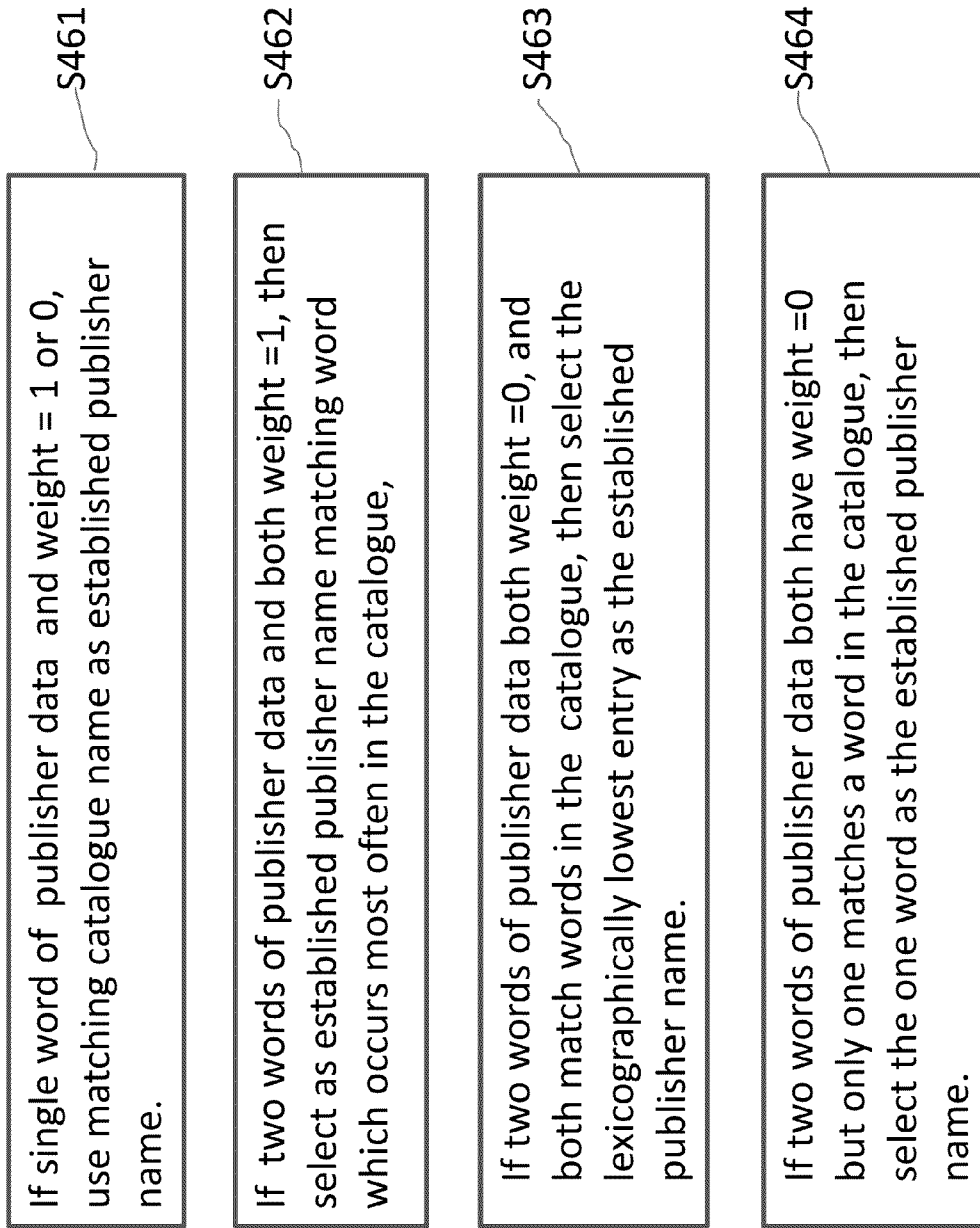 If single word of publisher data and weight = 1 or 0,
use matching catalogue name as established publisher
name.
S461
If two words of publisher data and both weight =1, then
select as established publisher name matching word
which occurs most often in the catalogue,
S462
If two words of publisher data both weight =0, and
both match words in the catalogue, then select the
lexicographically lowest entry as the established
publisher name.
S463
If two words of publisher data both have weight =0
but only one matches a word in the catalogue, then
select the one word as the established publisher
name.
S464